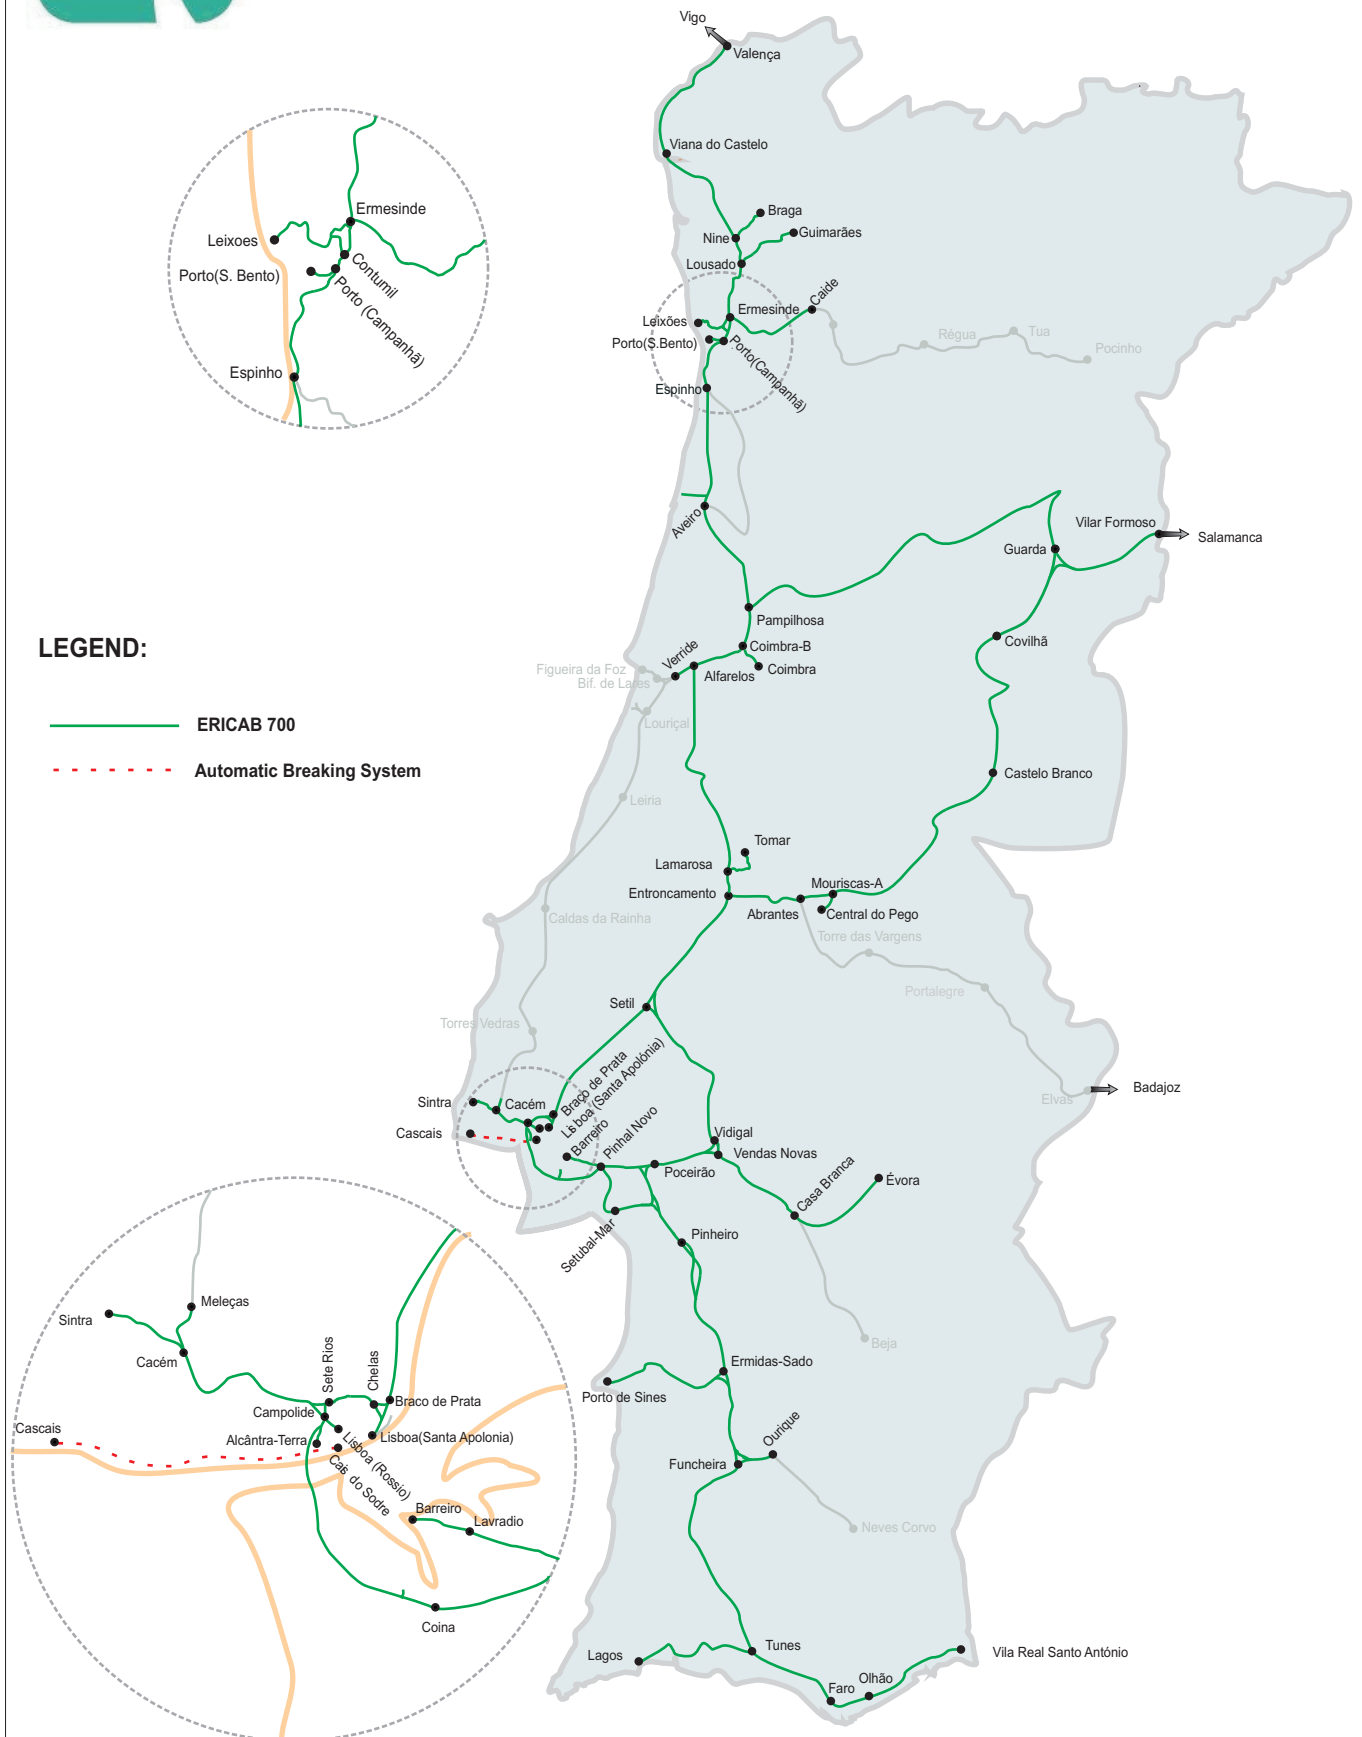 Vigo
Valença
Viana do Castelo
Braga
Nine
Guimarães
Lousado
Ermesinde
Caide
Leixões
Porto(S.Bento)
Porto(Campanhã)
Régua
Tua
Pocinho
Espinho
Ermesinde
Leixoes
Contumil
Porto(S. Bento)
Porto (Campanhã)
Espinho
Aveiro
Vilar Formoso
Salamanca
Guarda
Pampilhosa
Covilhã
LEGEND:
ERICAB 700
Automatic Breaking System
Coimbra-B
Verride
Figueira da Foz
Bif. de Lares
Alfarelos
Coimbra
Louriçal
Castelo Branco
Leiria
Tomar
Lamarosa
Entroncamento
Mouriscas-A
Abrantes
Central do Pego
Caldas da Rainha
Torre das Vargens
Portalegre
Setil
Torres Vedras
Badajoz
Elvas
Sintra
Cacém
Braço de Prata
Lisboa (Santa Apolónia)
Cascais
Barreiro
Pinhal Novo
Vidigal
Vendas Novas
Poceirão
Casa Branca
Évora
Setubal-Mar
Pinheiro
Beja
Ermidas-Sado
Porto de Sines
Ourique
Funcheira
Neves Corvo
Tunes
Lagos
Vila Real Santo António
Olhão
Faro
Meleças
Sintra
Cacém
Sete Rios
Chelas
Braco de Prata
Campolide
Cascais
Alcântra-Terra
Lisboa(Santa Apolonia)
Lisboa (Rossio)
Cais do Sodre
Barreiro
Lavradio
Coina